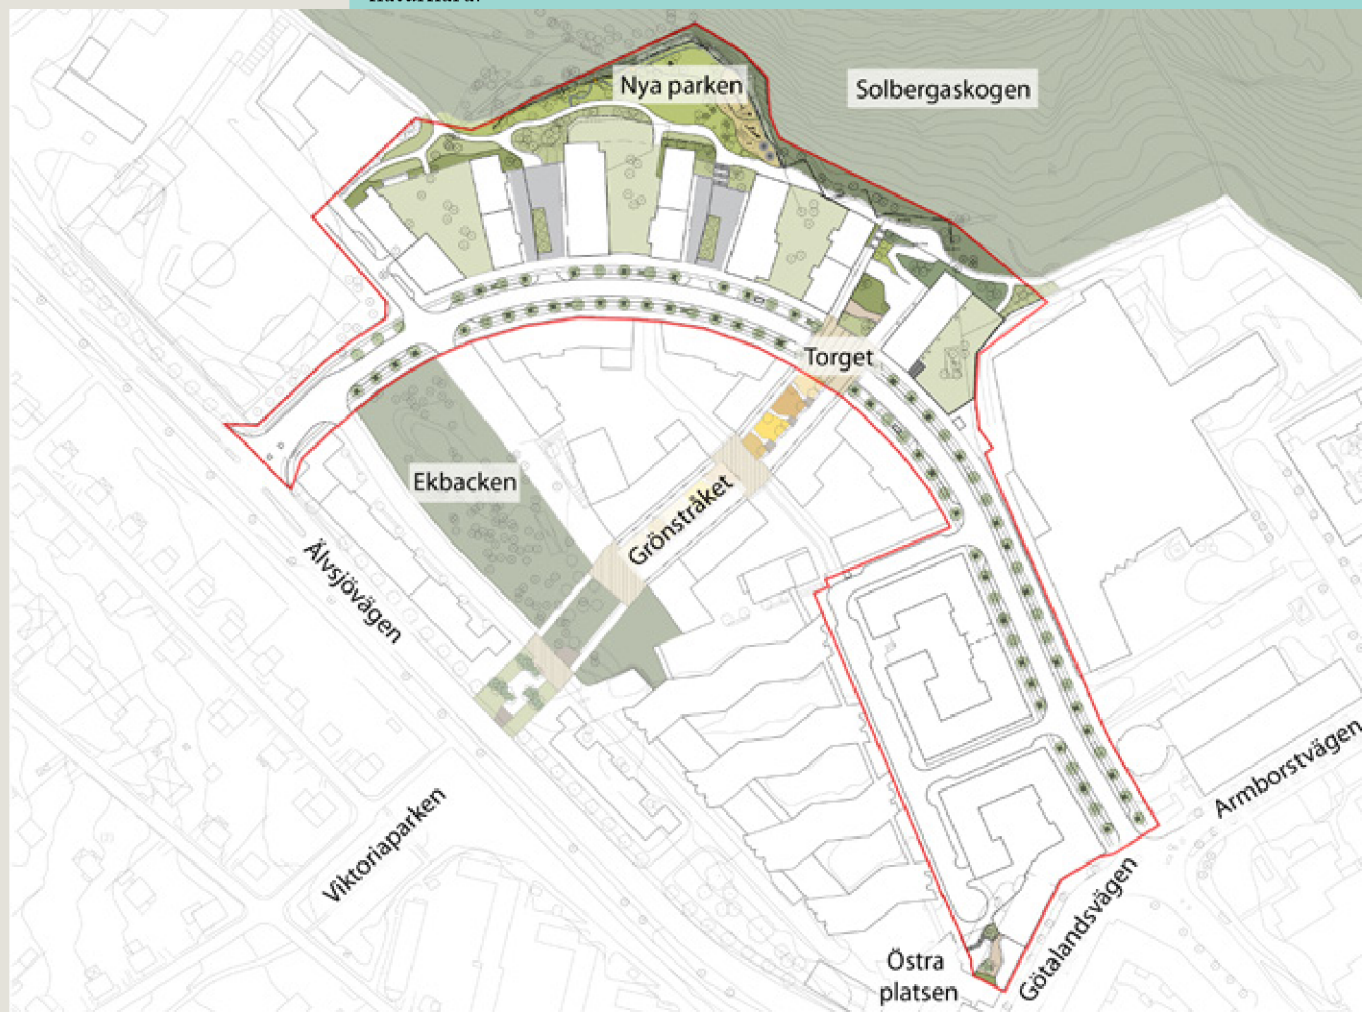 Nya parken
Solbergaskogen
Torget
Ekbacken
Grönstråket
Älvsjövägen
Viktoriaparken
Armborstvägen
Götalandsvägen
Östra
platsen